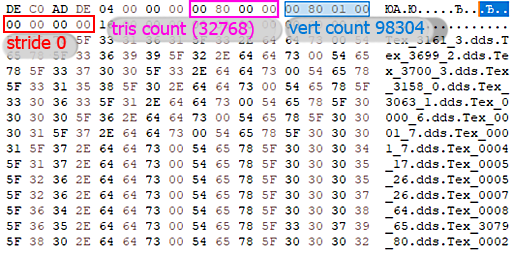 DE C0 AD DE 04 00 00 00 00 80 00 00 00 80 01 00 ЮА.Ю.....Ъ...Ъ..
00 00 00 00
tris count (32768)
vert count 98304
stride 0
5F 33 Tex_3161_3.dds.T
65 78 5F 33 36 39 39 5F 32 2E 64 64 73 00 54 65 ex_3699_2.dds.Te
78 5F 33 37 30 30 5F 33 2E 64 64 73 00 54 65 78 x_3700_3.dds.Tex
5F 33 31 35 38 5F 30 2E 64 64 73 00 54 65 78 5F _3158_0.dds.Tex_
33 30 36 33 5F 31 2E 64 64 73 00 54 65 78 5F 30 3063_1.dds.Tex_0
30 30 30 5F 36 2E 64 64 73 00 54 65 78 5F 30 30 000_6.dds.Tex_00
30 31 5F 37 2E 64 64 73 00 54 65 78 5F 30 30 30 01_7.dds.Tex_000
31 5F 37 2E 64 64 73 00 54 65 78 5F 30 30 30 34 1_7.dds.Tex_0004
5F 31 37 2E 64 64 73 00 54 65 78 5F 30 30 30 35 _17.dds.Tex_0005
5F 32 36 2E 64 64 73 00 54 65 78 5F 30 30 30 35 _26.dds.Tex_0005
5F 32 36 2E 64 64 73 00 54 65 78 5F 30 30 30 37 _26.dds.Tex_0007
5F 36 34 2E 64 64 73 00 54 65 78 5F 30 30 30 38 _64.dds.Tex_0008
5F 36 35 2E 64 64 73 00 54 65 78 5F 33 30 37 39 _65.dds.Tex_3079
5F 38 30 2E 64 64 73 00 54 65 78 5F 30 30 30 32 _80.dds.Tex_0002